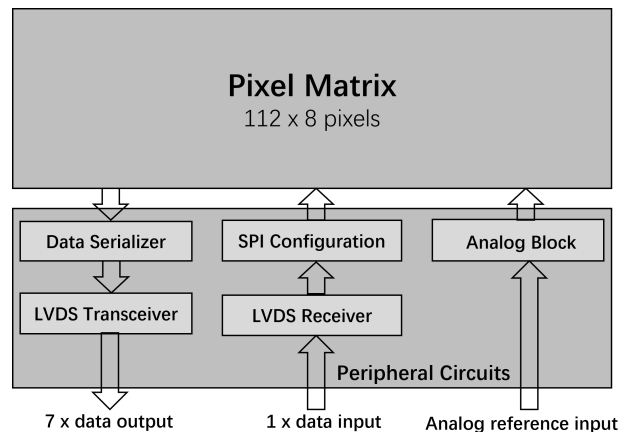 Pixel Matrix
112 x 8 pixels
Data Serializer
SPI Configuration
Analog Block
LVDS Transceiver
LVDS Receiver
Peripheral Circuits
7 x data output
1 x data input
Analog reference input